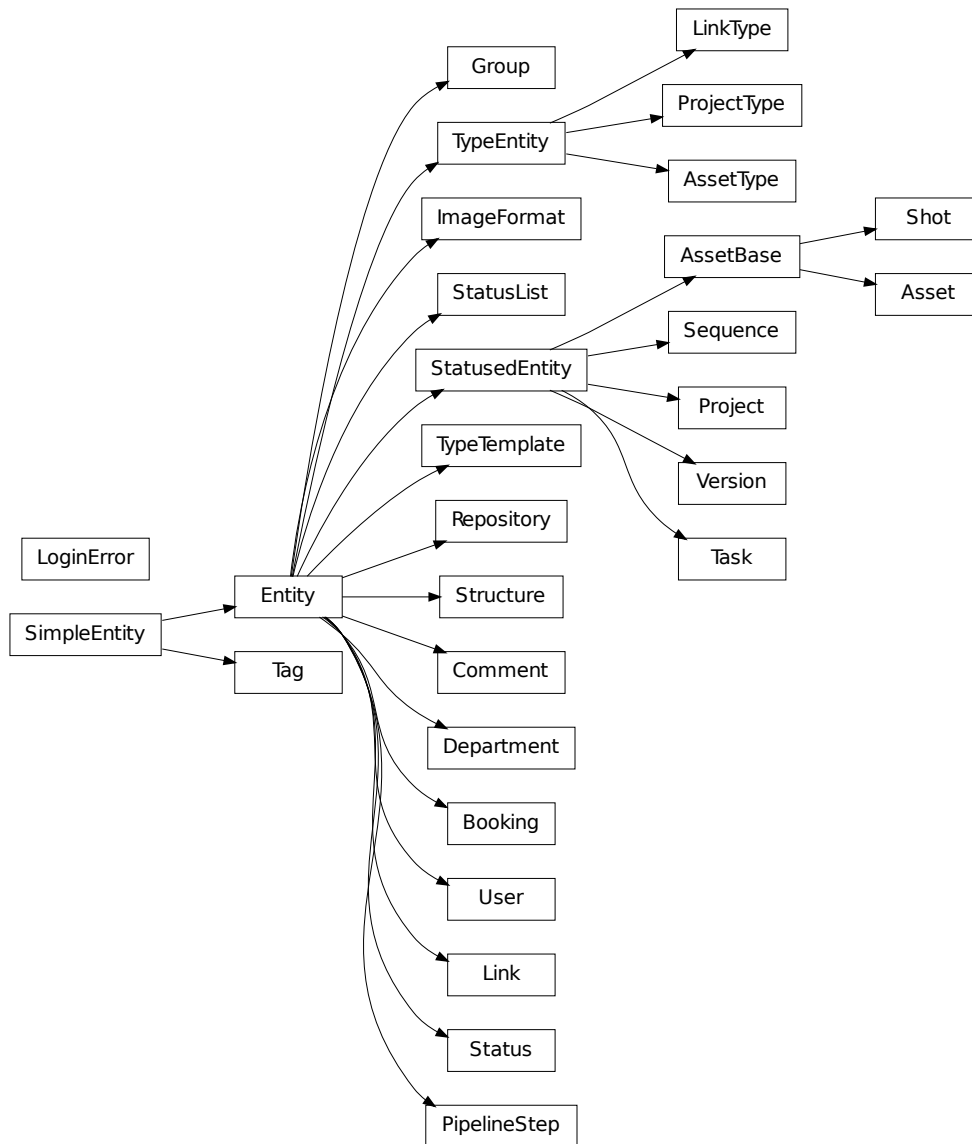 LinkType
Group
ProjectType
TypeEntity
AssetType
ImageFormat
Shot
AssetBase
StatusList
Asset
Sequence
StatusedEntity
Project
TypeTemplate
Version
Repository
LoginError
Task
Entity
Structure
SimpleEntity
Tag
Comment
Department
Booking
User
Link
Status
PipelineStep